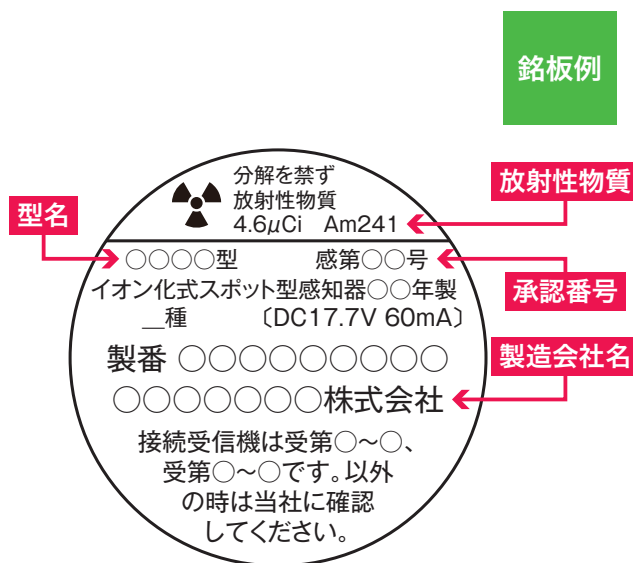 銘板例
分解を禁ず
放射性物質
4.6μCi Am241
放射性物質
型名
○○○○型 感第○○号
承認番号
イオン化式スポット型感知器○○年製
__種 〔DC17.7V 60mA〕
製番 ○○○○○○○○○
製造会社名
○○○○○○○株式会社
接続受信機は受第○～○、
受第○～○です。以外
の時は当社に確認
してください。